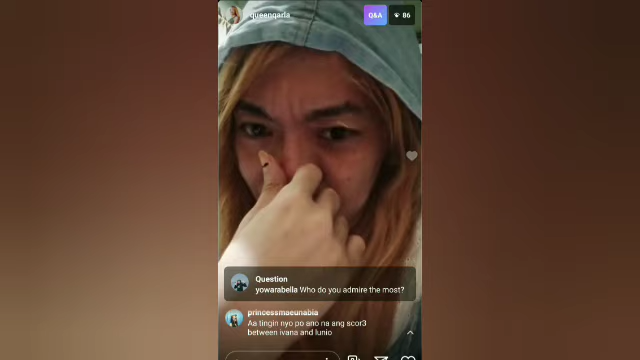 queenqarla
Q&A
86
Question
yowarabella Who do you admire the most?
princessmaeunabia
Aa tingin nyo po ano na ang scor3
between ivana and lunio